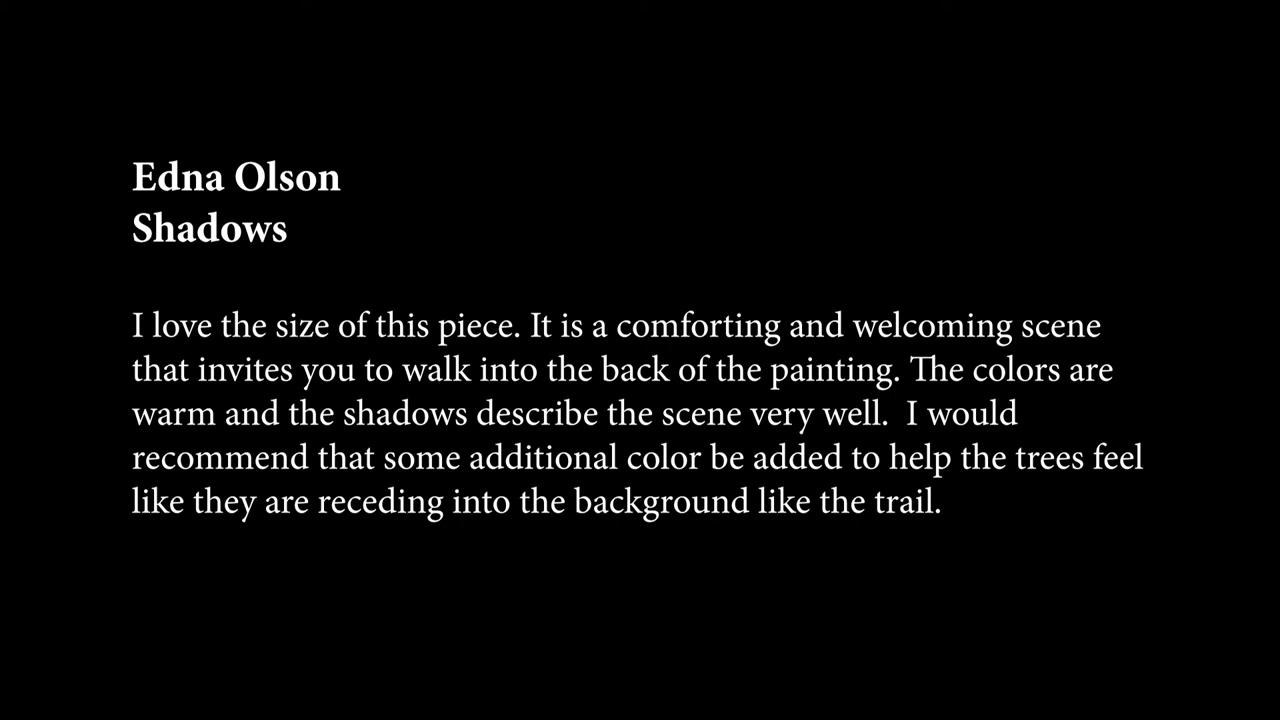 Edna Olson
Shadows
I love the size of this piece. It is a comforting and welcoming scene
that invites you to walk into the back of the painting. The colors are
warm and the shadows describe the scene very well.  I would
recommend that some additional color be added to help the trees feel
like they are receding into the background like the trail.